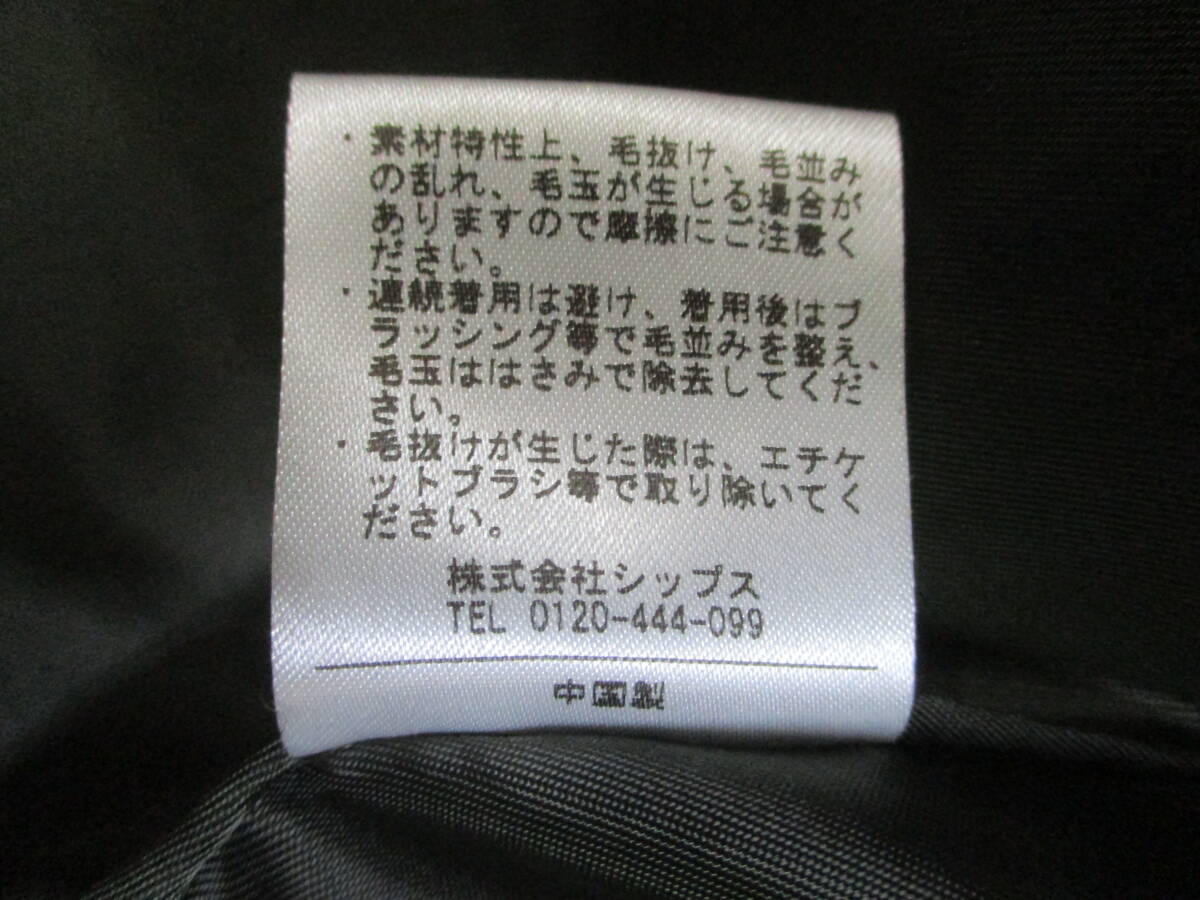 ・素材特性上、毛抜け、毛並み
の乱れ、毛玉が生じる場合が
ありますので摩擦にご注意く
ださい。
・連続着用は避け、着用後はブ
ラッシング等で毛並みを整え、
毛玉ははさみで除去してくだ
さい。
・毛抜けが生じた際は、エチケ
ットブラシ等で取り除いてく
ださい。
株式会社シップス
TEL 0120-444-099
中国製